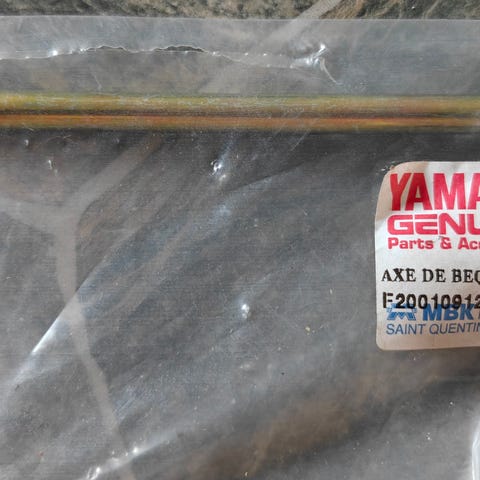 YAMA
GENU
Parts & Acc
AXE DE BEQ
F20010912
MBK
SAINT QUENTIN